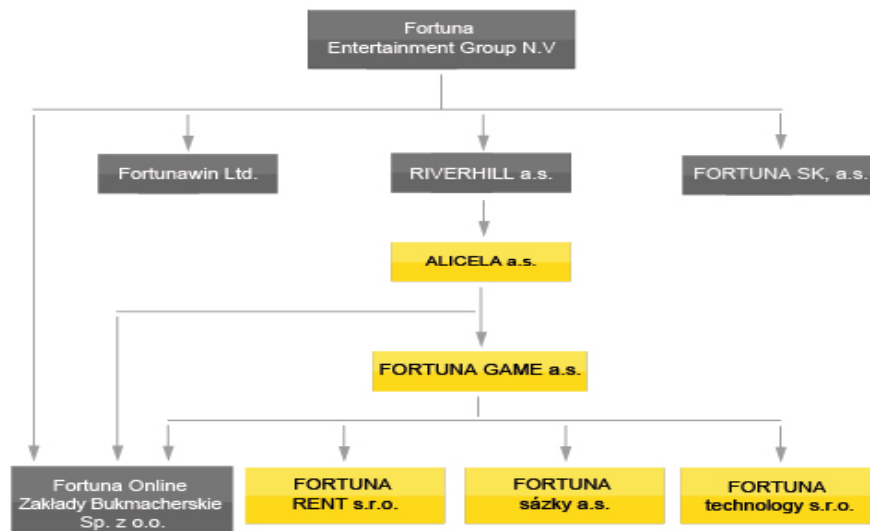 Fortuna
Entertainment Group N.V
Fortunawin Ltd.
RIVERHILL a.s.
FORTUNA SK, a.s.
ALICELA a.s.
FORTUNA GAME a.s.
Fortuna Online
Zakłady Bukmacherskie
Sp. z o.o.
FORTUNA
RENT s.r.o.
FORTUNA
sázky a.s.
FORTUNA
technology s.r.o.